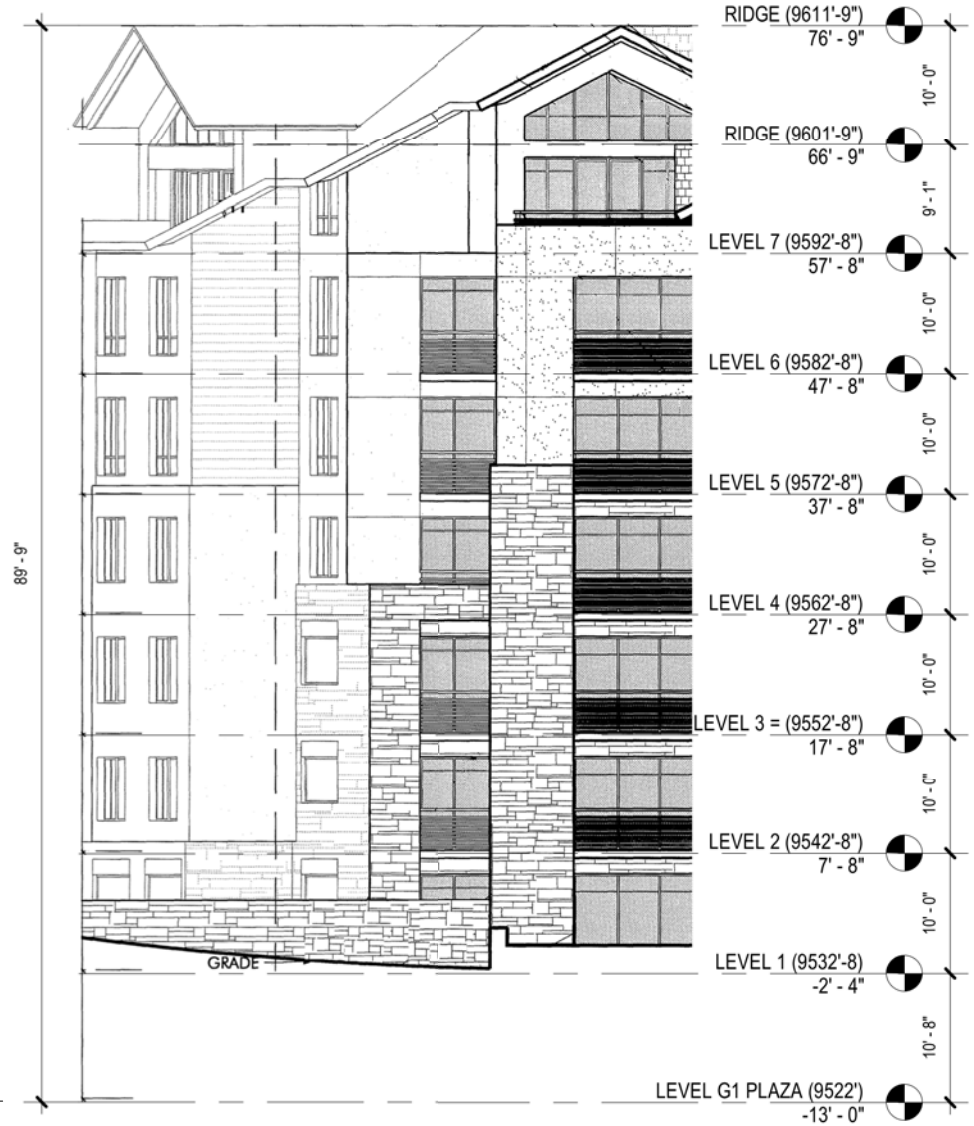 RIDGE (9611'-9")
76' - 9"
10' - 0"
RIDGE (9601'-9")
66' - 9"
9' - 1"
LEVEL 7 (9592'-8")
57' - 8"
10' - 0"
LEVEL 6 (9582'-8")
47' - 8"
10' - 0"
LEVEL 5 (9572'-8")
37' - 8"
89' - 9"
10' - 0"
LEVEL 4 (9562'-8")
27' - 8"
10' - 0"
LEVEL 3 = (9552'-8")
17' - 8"
10' - 0"
LEVEL 2 (9542'-8")
7' - 8"
10' - 0"
GRADE
LEVEL 1 (9532'-8)
-2' - 4"
10' - 8"
LEVEL G1 PLAZA (9522')
-13' - 0"